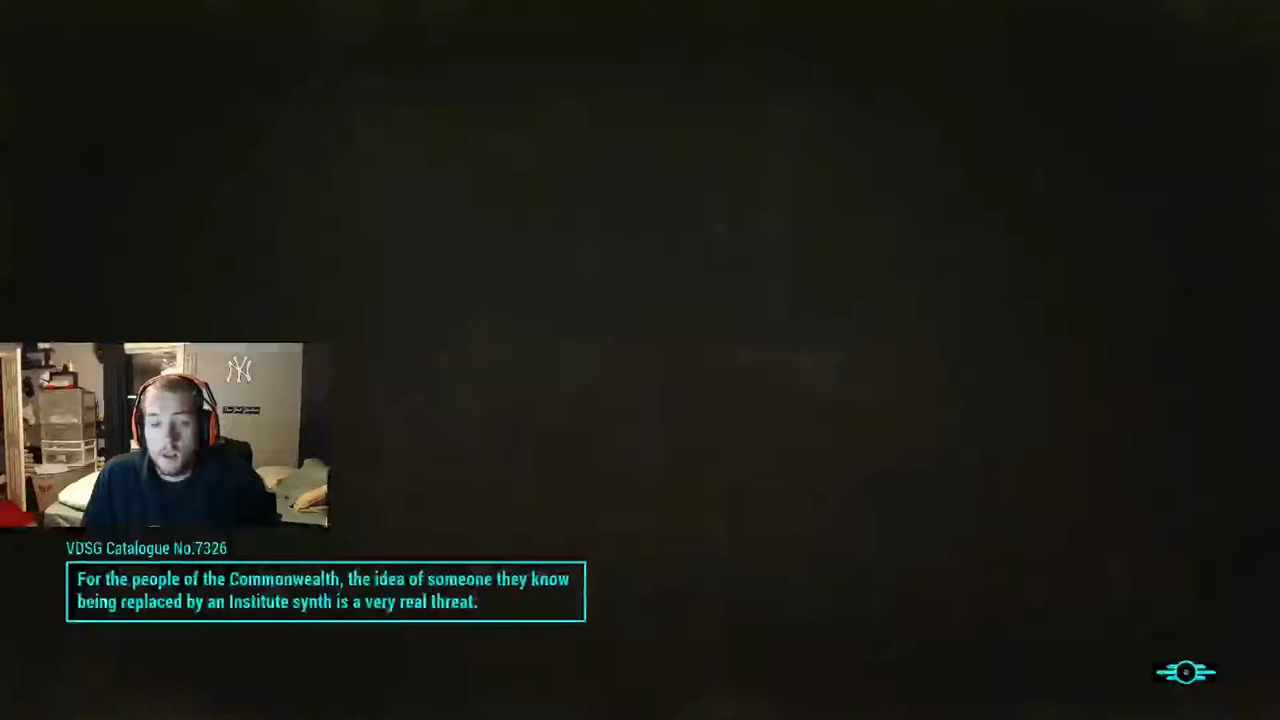 NY
VDSG Catalogue No.7326
For the people of the Commonwealth, the idea of someone they know
being replaced by an Institute synth is a very real threat.